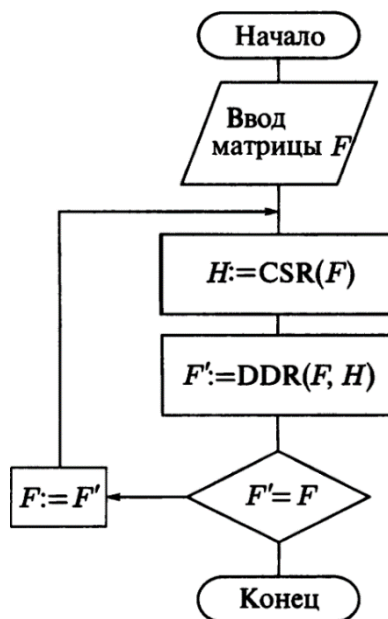 Начало
Ввод
матрицы F
H:=CSR(F)
F':=DDR(F, H)
F'= F
F:= F'
Конец